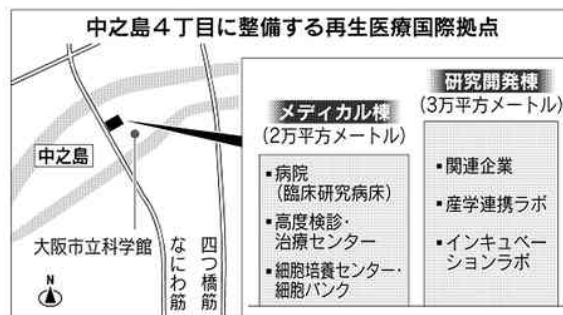 中之島4丁目に整備する再生医療国際拠点
中之島
大阪市立科学館
なにわ筋
四つ橋筋
N
メディカル棟
(2万平方メートル)
▪病院
(臨床研究病床)
▪高度検診・
治療センター
▪細胞培養センター・
細胞バンク
研究開発棟
(3万平方メートル)
▪関連企業
▪産学連携ラボ
▪インキュベー
ションラボ